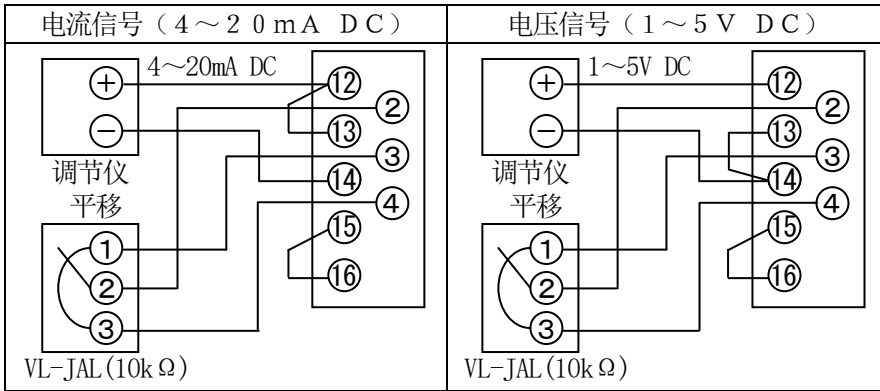 电流信号（4～20mA DC）
电压信号（1～5V DC）
4～20mA DC
+
−
调节仪
平移
1
2
3
VL-JAL(10kΩ)
12
2
13
3
14
4
15
16
1～5V DC
+
−
调节仪
平移
1
2
3
VL-JAL(10kΩ)
12
2
13
3
14
4
15
16